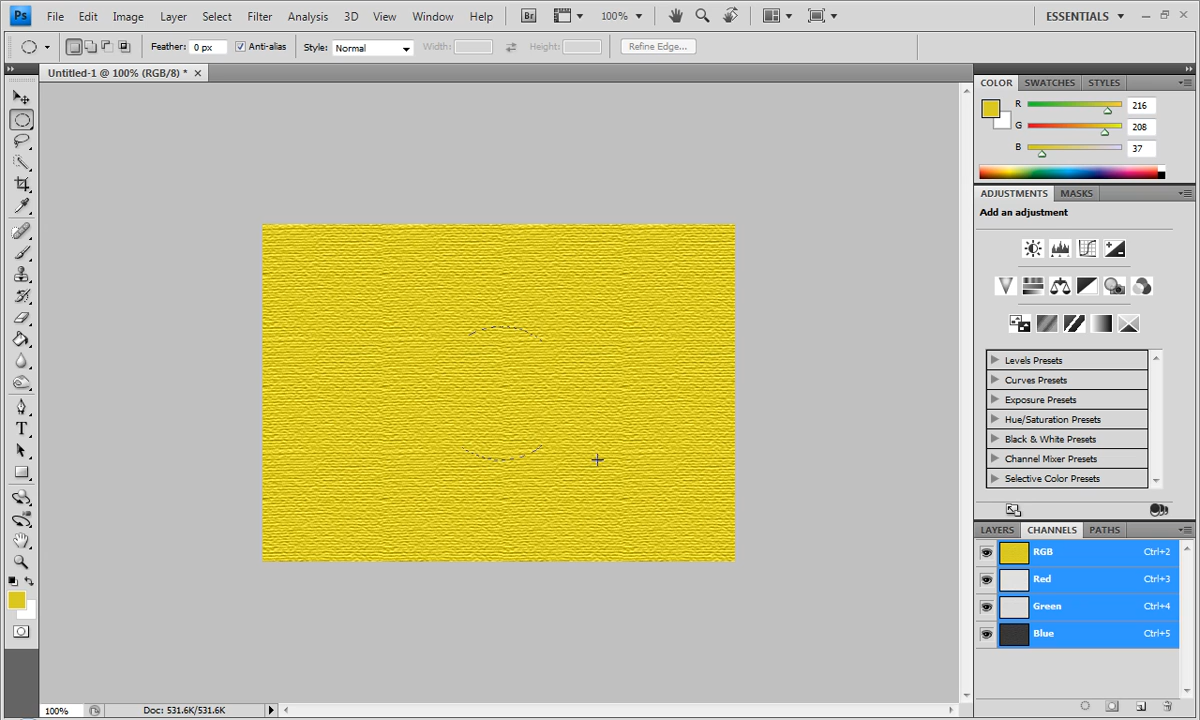 Ps File Edit Image Layer Select Filter Analysis 3D View Window Help Br 100% ESSENTIALS
Feather: 0 px Anti-alias Style: Normal Width: Height: Refine Edge...
Untitled-1 @ 100% (RGB/8) *
COLOR SWATCHES STYLES
R 216
G 208
B 37
ADJUSTMENTS MASKS
Add an adjustment
Levels Presets
Curves Presets
Exposure Presets
Hue/Saturation Presets
Black & White Presets
Channel Mixer Presets
Selective Color Presets
LAYERS CHANNELS PATHS
RGB Ctrl+2
Red Ctrl+3
Green Ctrl+4
Blue Ctrl+5
100% Doc: 531.6K/531.6K